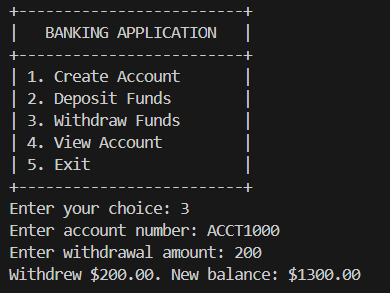 +-------------------------+
|   BANKING APPLICATION   |
+-------------------------+
| 1. Create Account       |
| 2. Deposit Funds        |
| 3. Withdraw Funds       |
| 4. View Account         |
| 5. Exit                 |
+-------------------------+
Enter your choice: 3
Enter account number: ACCT1000
Enter withdrawal amount: 200
Withdrew $200.00. New balance: $1300.00